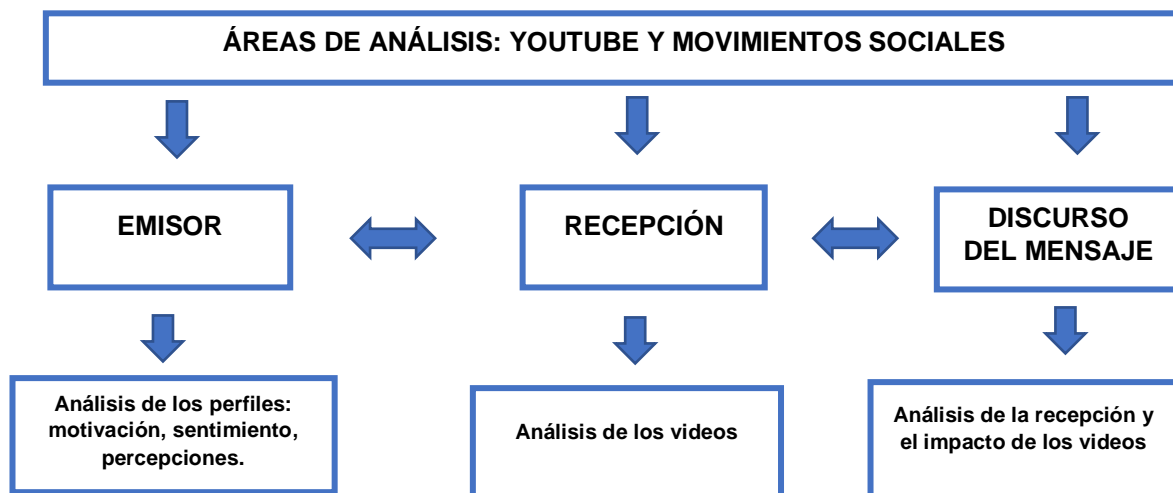 ÁREAS DE ANÁLISIS: YOUTUBE Y MOVIMIENTOS SOCIALES
EMISOR
RECEPCIÓN
DISCURSO
DEL MENSAJE
Análisis de los perfiles:
motivación, sentimiento,
percepciones.
Análisis de los videos
Análisis de la recepción y
el impacto de los videos